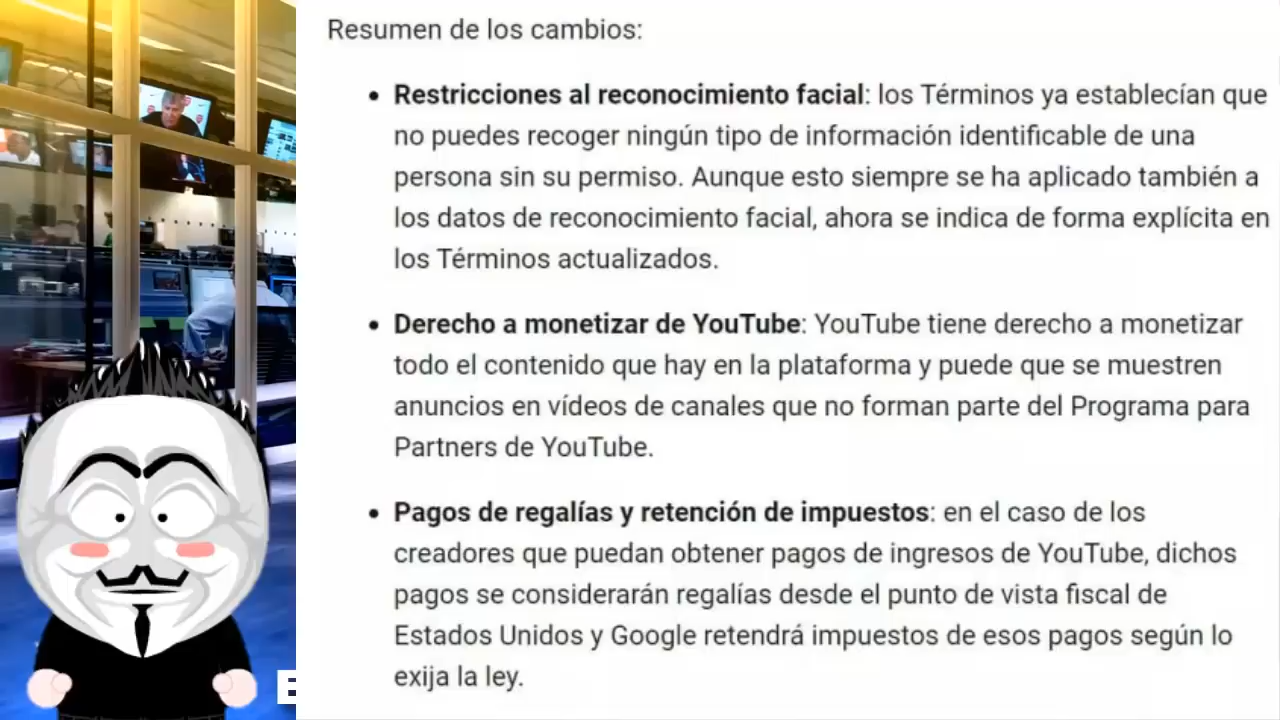 Resumen de los cambios:
• Restricciones al reconocimiento facial: los Términos ya establecían que
no puedes recoger ningún tipo de información identificable de una
persona sin su permiso. Aunque esto siempre se ha aplicado también a
los datos de reconocimiento facial, ahora se indica de forma explícita en
los Términos actualizados.
• Derecho a monetizar de YouTube: YouTube tiene derecho a monetizar
todo el contenido que hay en la plataforma y puede que se muestren
anuncios en vídeos de canales que no forman parte del Programa para
Partners de YouTube.
• Pagos de regalías y retención de impuestos: en el caso de los
creadores que puedan obtener pagos de ingresos de YouTube, dichos
pagos se considerarán regalías desde el punto de vista fiscal de
Estados Unidos y Google retendrá impuestos de esos pagos según lo
exija la ley.